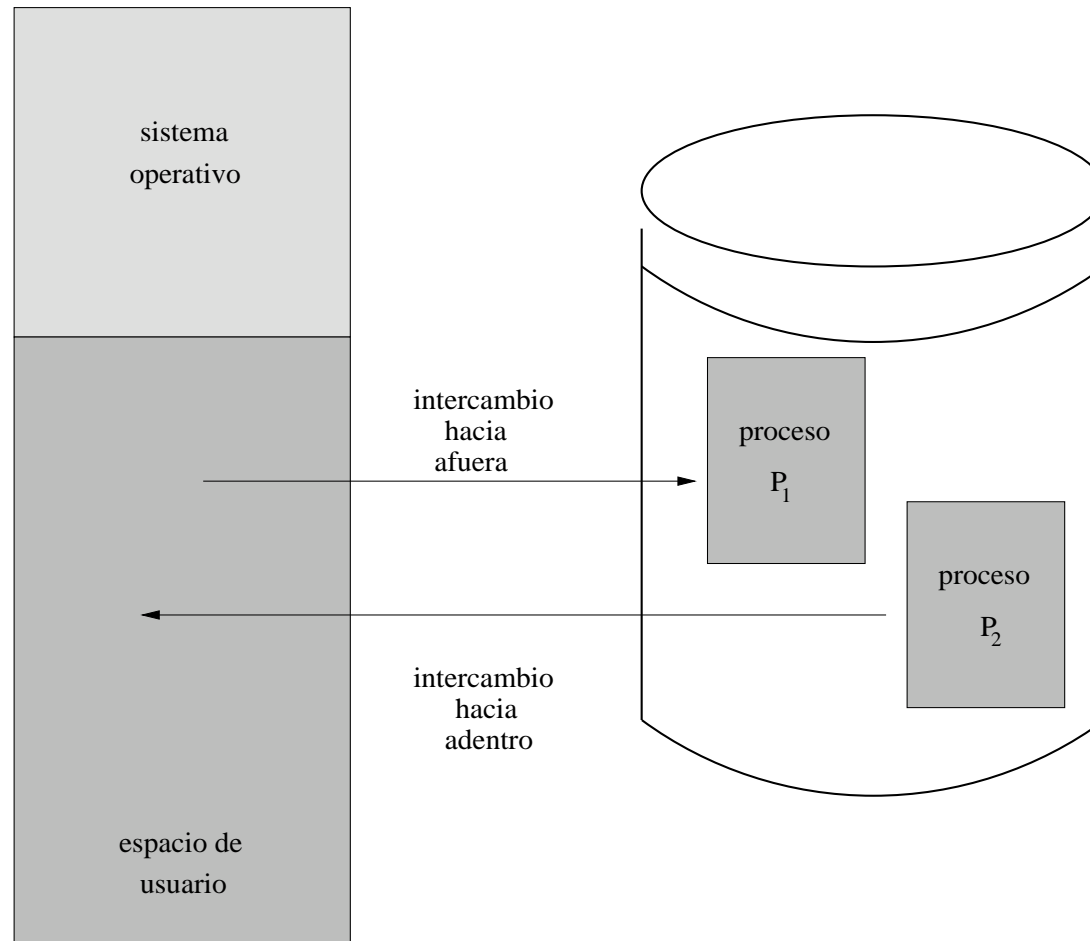 sistema
operativo
intercambio
hacia
afuera
proceso
P1
proceso
P2
intercambio
hacia
adentro
espacio de
usuario